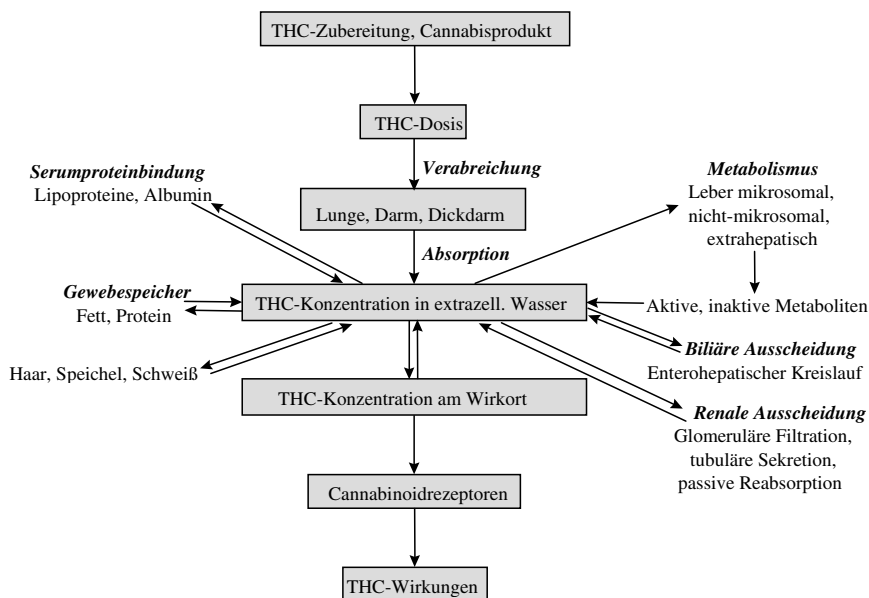 THC-Zubereitung, Cannabisprodukt
THC-Dosis
Verabreichung
Serumproteinbindung
Lipoproteine, Albumin
Metabolismus
Leber mikrosomal,
nicht-mikrosomal,
extrahepatisch
Lunge, Darm, Dickdarm
Absorption
Gewebespeicher
Fett, Protein
THC-Konzentration in extrazell. Wasser
Aktive, inaktive Metaboliten
Biliäre Ausscheidung
Enterohepatischer Kreislauf
Haar, Speichel, Schweiß
THC-Konzentration am Wirkort
Renale Ausscheidung
Glomeruläre Filtration,
tubuläre Sekretion,
passive Reabsorption
Cannabinoidrezeptoren
THC-Wirkungen